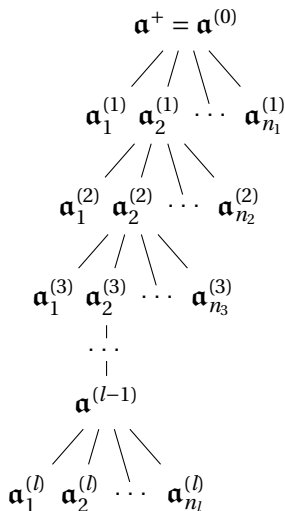 𝔞⁺ = 𝔞⁽⁰⁾
𝔞₁⁽¹⁾ 𝔞₂⁽¹⁾ ⋯ 𝔞ₙ₁⁽¹⁾
𝔞₁⁽²⁾ 𝔞₂⁽²⁾ ⋯ 𝔞ₙ₂⁽²⁾
𝔞₁⁽³⁾ 𝔞₂⁽³⁾ ⋯ 𝔞ₙ₃⁽³⁾
⋯
𝔞⁽ˡ⁻¹⁾
𝔞₁⁽ˡ⁾ 𝔞₂⁽ˡ⁾ ⋯ 𝔞ₙₗ⁽ˡ⁾